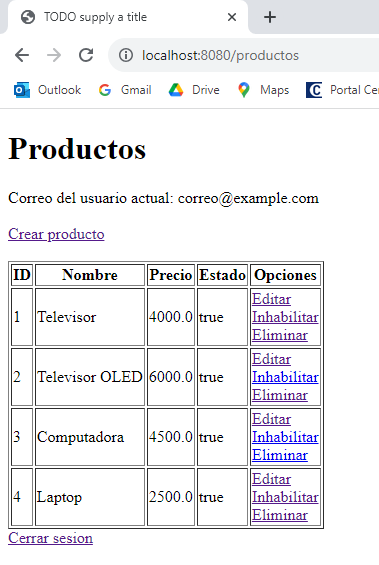 TODO supply a title
localhost:8080/productos
Outlook Gmail Drive Maps Portal Cer
Productos
Correo del usuario actual: correo@example.com
Crear producto
ID Nombre Precio Estado Opciones
1 Televisor 4000.0 true Editar
Inhabilitar
Eliminar
2 Televisor OLED 6000.0 true Editar
Inhabilitar
Eliminar
3 Computadora 4500.0 true Editar
Inhabilitar
Eliminar
4 Laptop 2500.0 true Editar
Inhabilitar
Eliminar
Cerrar sesion